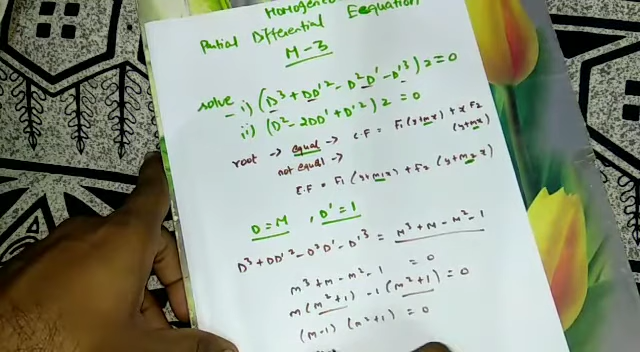 Homogeneo
Partial Differential Eequation
M-3
solve i) (D³ + DD'² - D²D' - D'³) z = 0
ii) (D² - 2DD' + D'²) z = 0
root → equal → C.F = F₁(y+mx) + x F₂ (y+mx)
not equal →
C.F = F₁ (y+m₁x) + F₂ (y+m₂x)
D = M , D' = 1
D³ + DD'² - D²D' - D'³ = M³ + M - M² - 1
m³ + m - m² - 1 = 0
m(m²+1) - 1(m²+1) = 0
(m-1) (m²+1) = 0